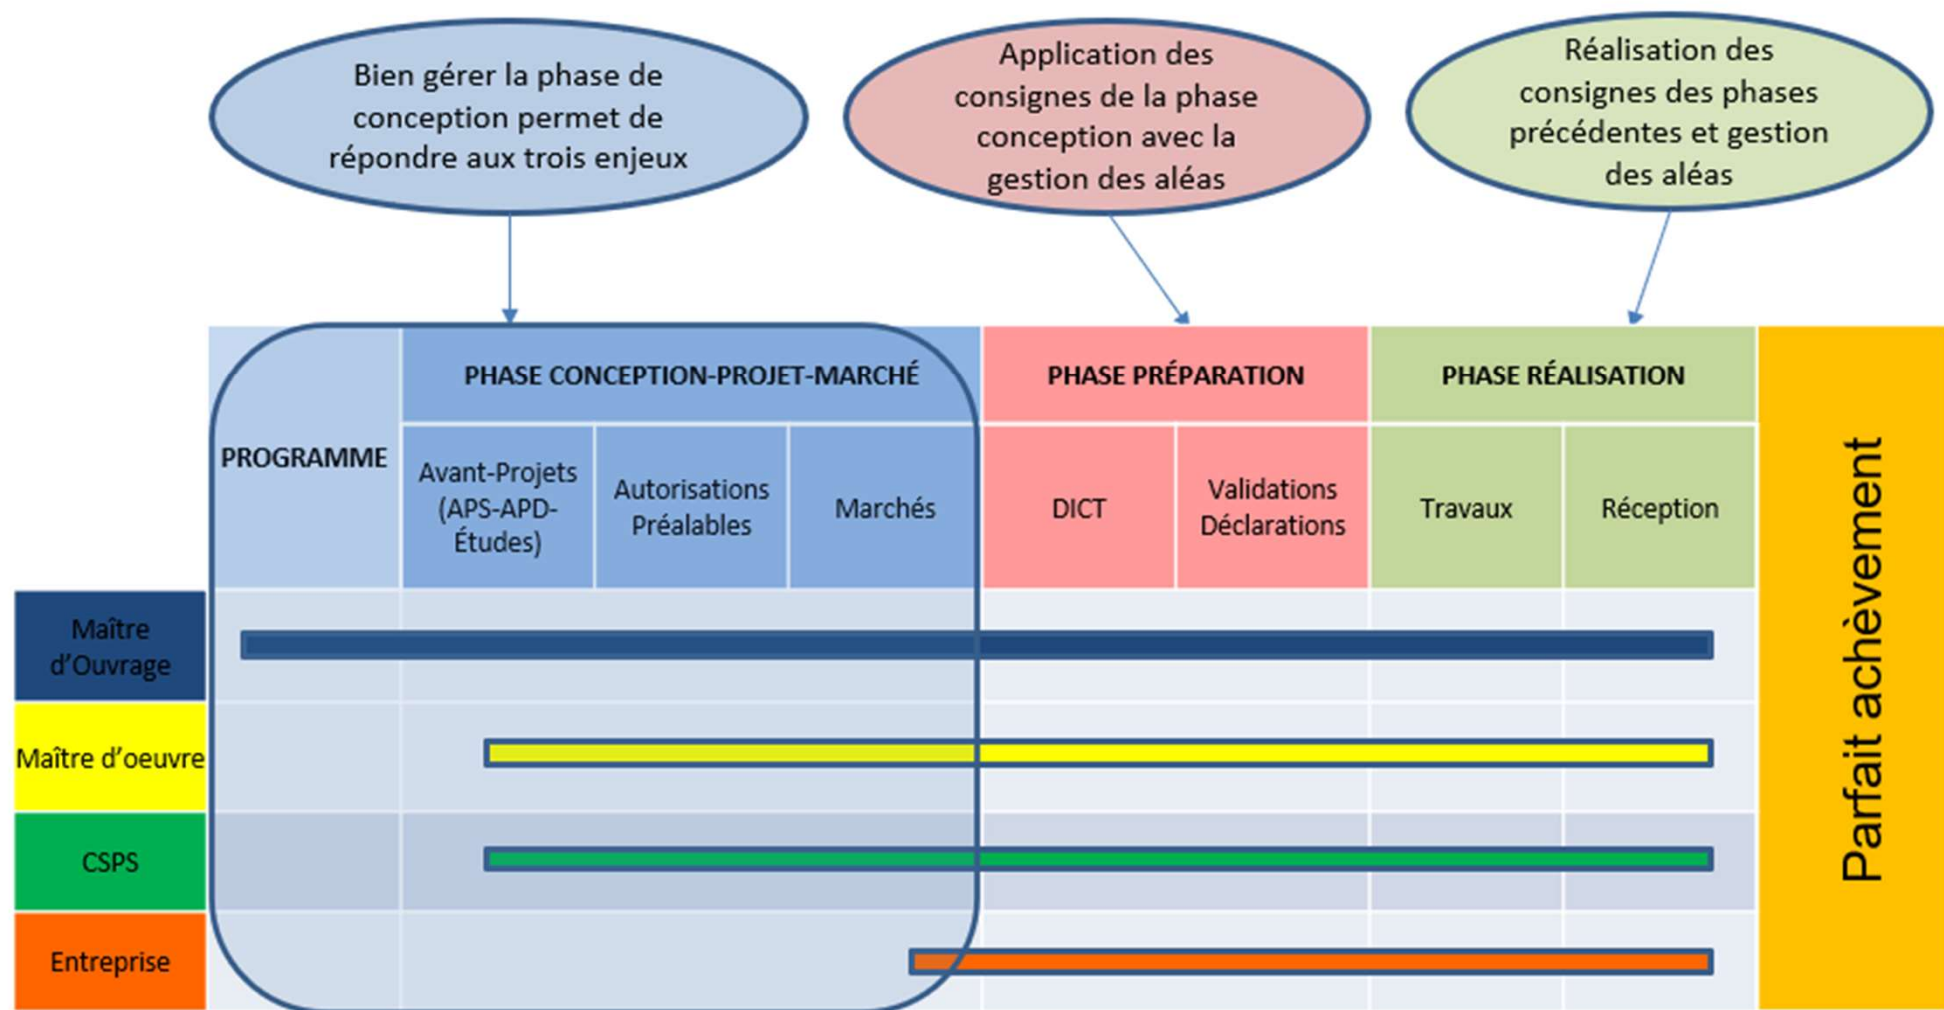 Bien gérer la phase de
conception permet de
répondre aux trois enjeux
Application des
consignes de la phase
conception avec la
gestion des aléas
Réalisation des
consignes des phases
précédentes et gestion
des aléas
PROGRAMME
PHASE CONCEPTION-PROJET-MARCHÉ
PHASE PRÉPARATION
PHASE RÉALISATION
Avant-Projets
(APS-APD-
Études)
Autorisations
Préalables
Marchés
DICT
Validations
Déclarations
Travaux
Réception
Parfait achèvement
Maître
d'Ouvrage
Maître d'oeuvre
CSPS
Entreprise